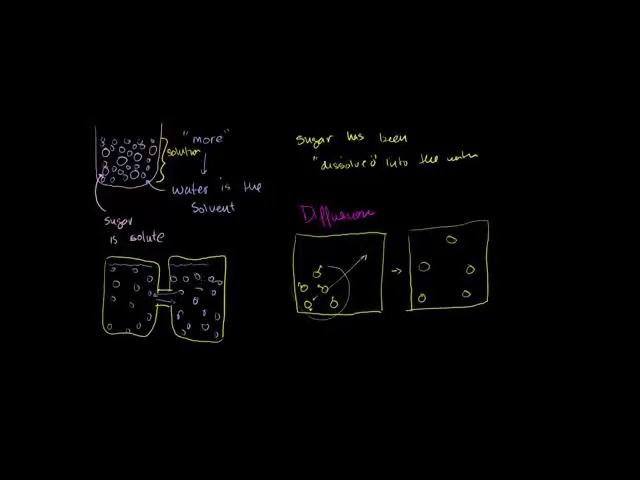 "more"
solution
water is the
solvent
sugar
is solute
sugar has been
"dissolved" into the water
Diffusion